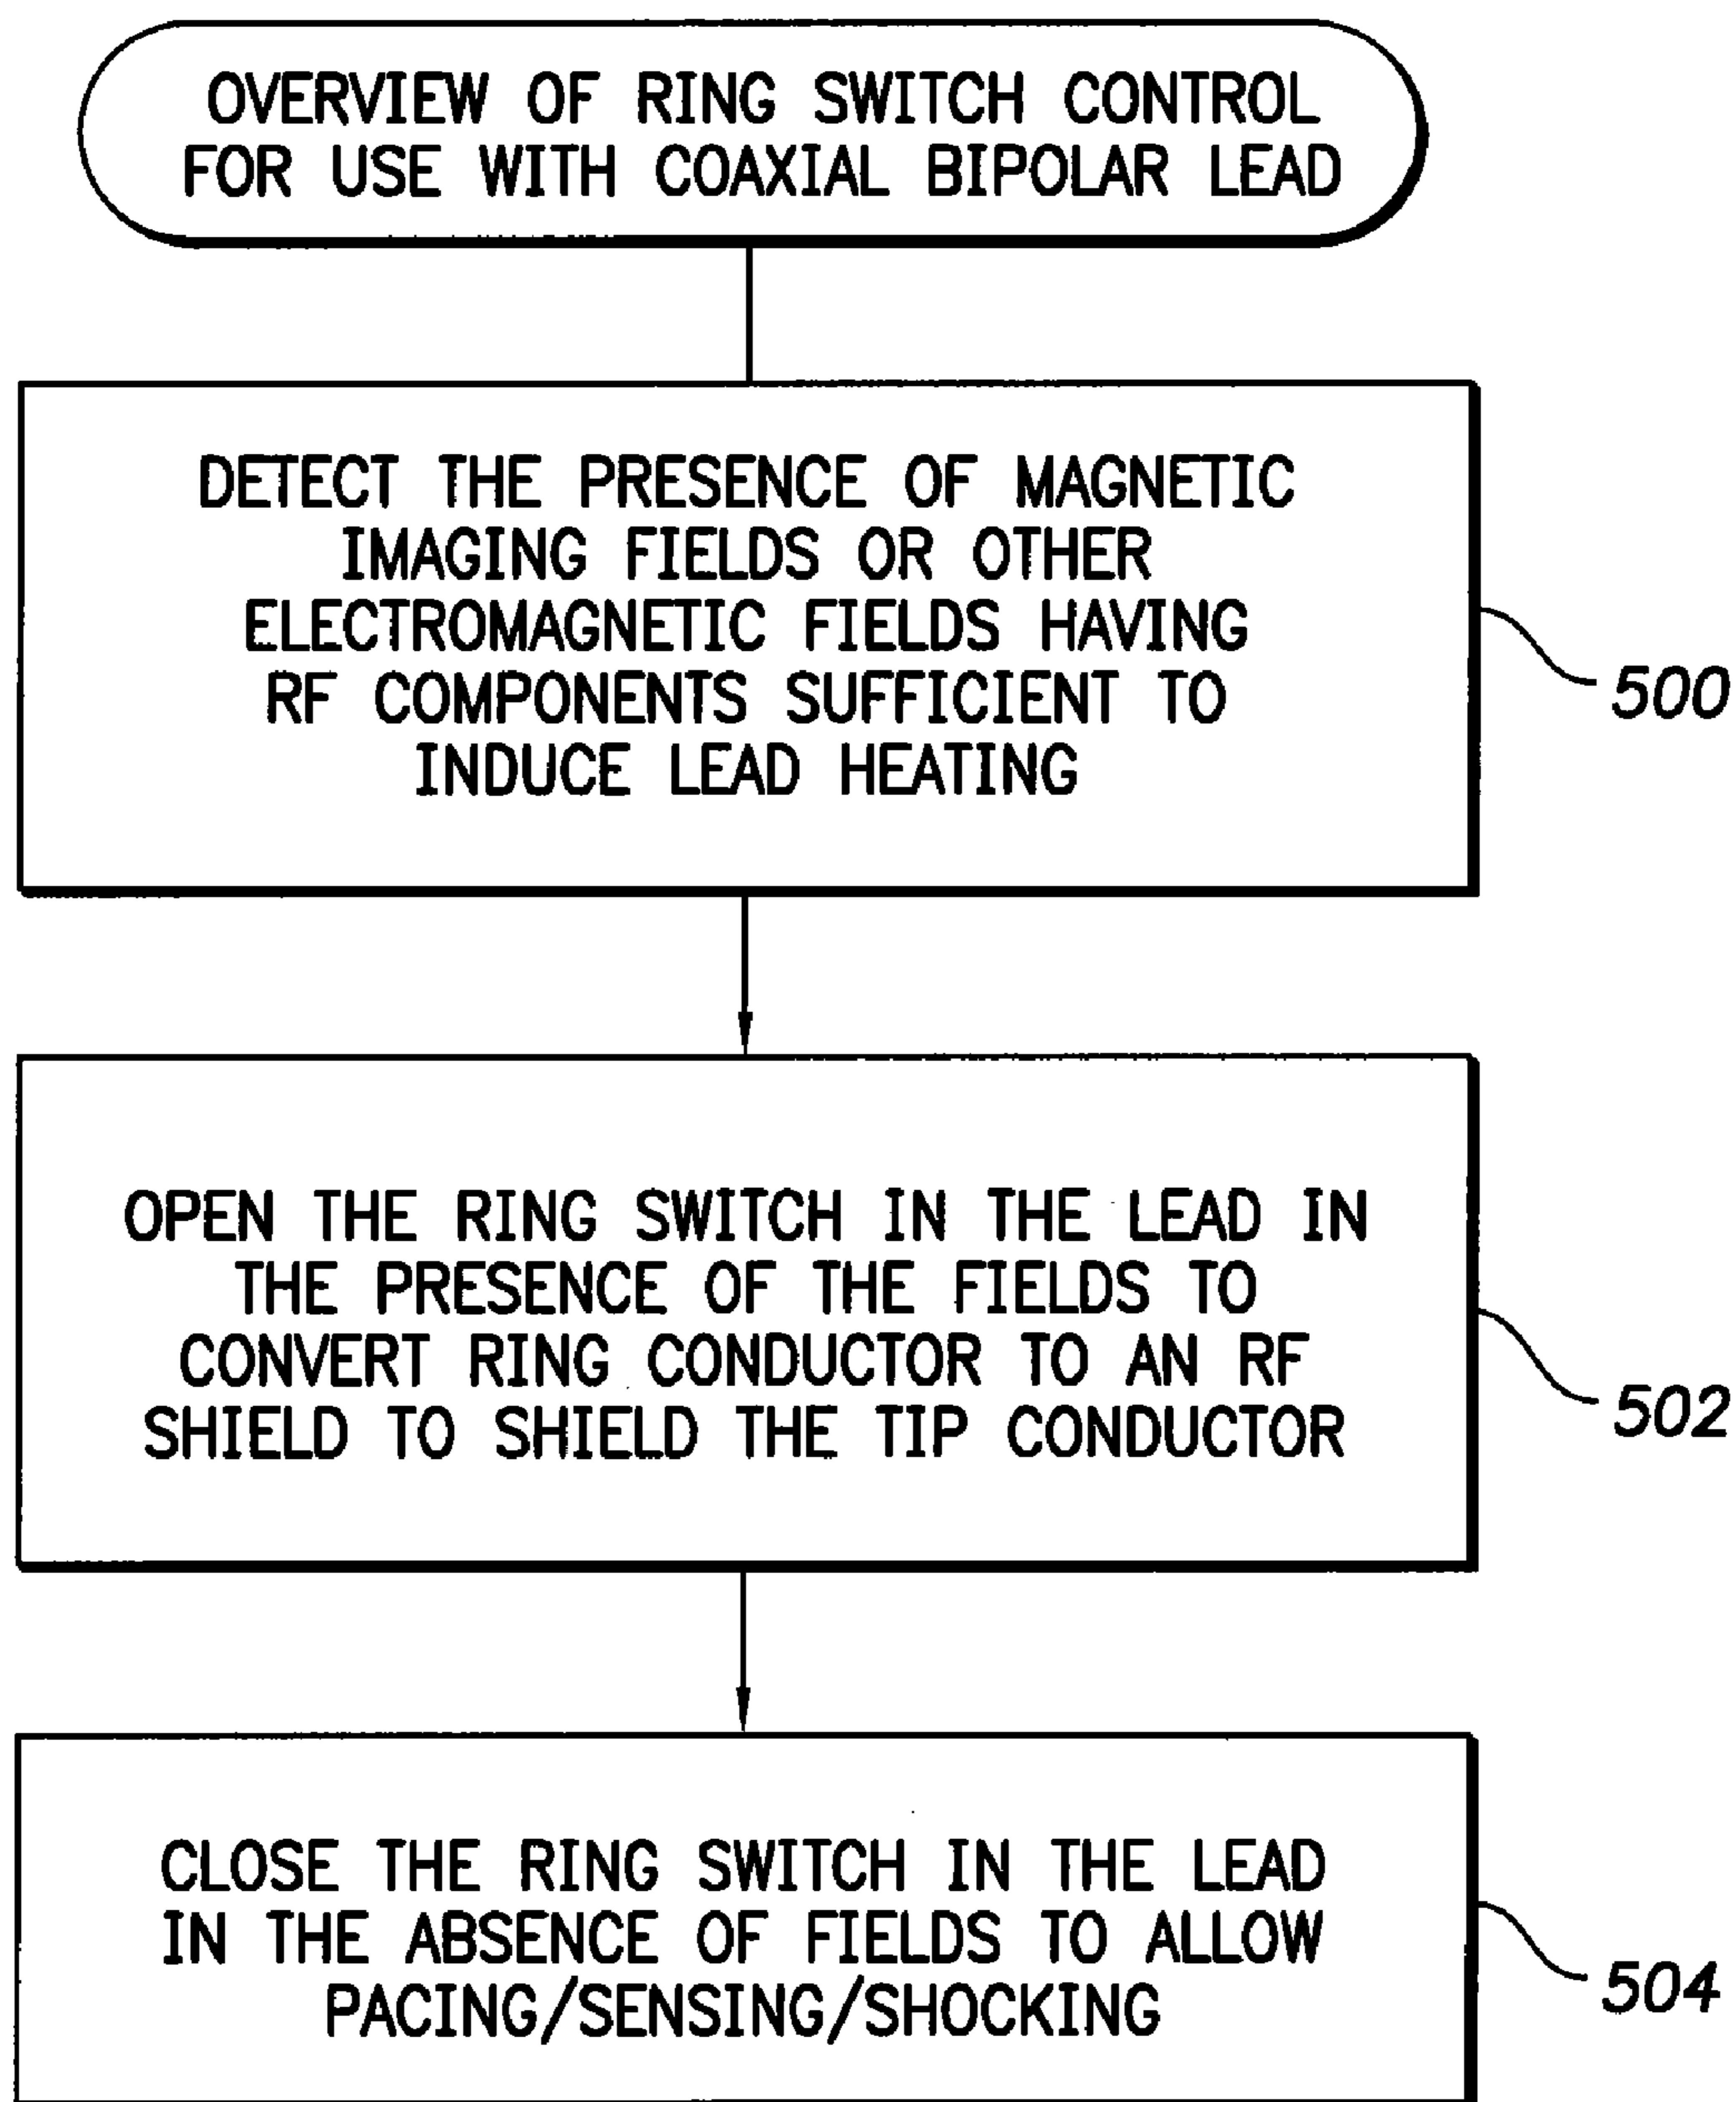 OVERVIEW OF RING SWITCH CONTROL
FOR USE WITH COAXIAL BIPOLAR LEAD
DETECT THE PRESENCE OF MAGNETIC
IMAGING FIELDS OR OTHER
ELECTROMAGNETIC FIELDS HAVING
RF COMPONENTS SUFFICIENT TO
INDUCE LEAD HEATING
500
OPEN THE RING SWITCH IN THE LEAD IN
THE PRESENCE OF THE FIELDS TO
CONVERT RING CONDUCTOR TO AN RF
SHIELD TO SHIELD THE TIP CONDUCTOR
502
CLOSE THE RING SWITCH IN THE LEAD
IN THE ABSENCE OF FIELDS TO ALLOW
PACING/SENSING/SHOCKING
504